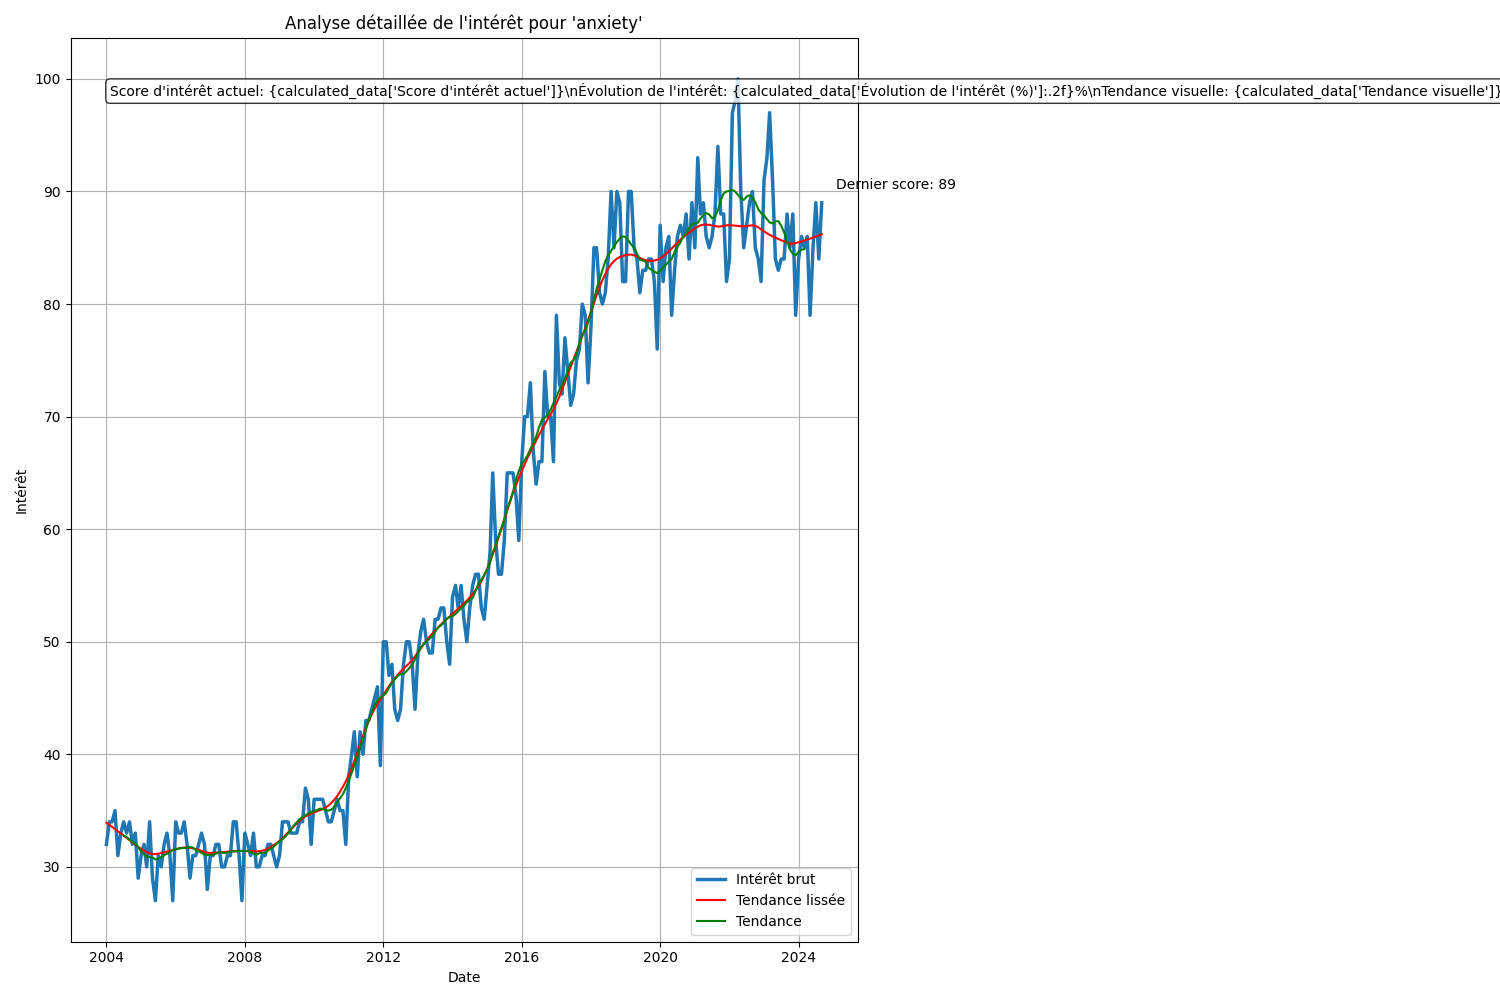 Analyse détaillée de l'intérêt pour 'anxiety'
100
Score d'intérêt actuel: {calculated_data['Score d'intérêt actuel']}\nÉvolution de l'intérêt: {calculated_data['Évolution de l'intérêt (%)']:.2f}%\nTendance visuelle: {calculated_data['Tendance visuelle']}
90
Dernier score: 89
80
70
60
50
40
30
Intérêt
Intérêt brut
Tendance lissée
Tendance
2004 2008 2012 2016 2020 2024
Date